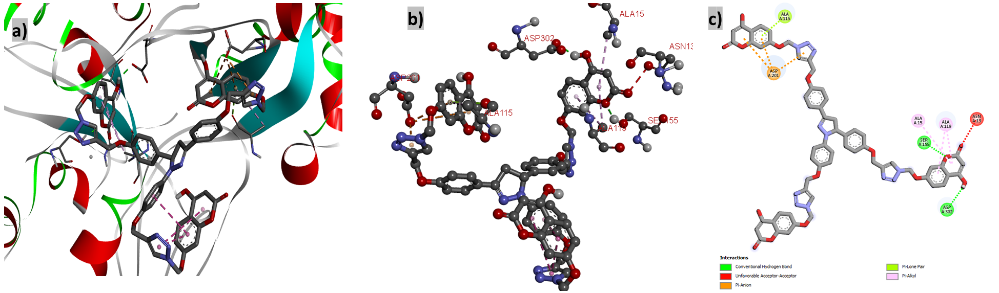 a)
b)
c)
ALA15
ASP302
ASN13
ASP201
ALA115
SER155
ALA119
ALA
A:115
ASP
A:201
ALA
A:15
ALA
A:119
ASN
A:13
SER
A:155
ASP
A:302
Interactions
Conventional Hydrogen Bond
Unfavorable Acceptor-Acceptor
Pi-Anion
Pi-Lone Pair
Pi-Alkyl